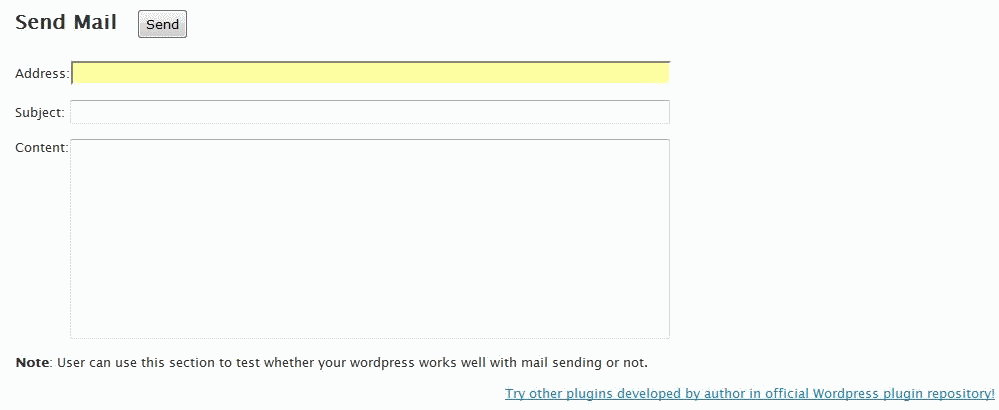 Send Mail Send
Address:
Subject:
Content:
Note: User can use this section to test whether your wordpress works well with mail sending or not.
Try other plugins developed by author in official Wordpress plugin repository!